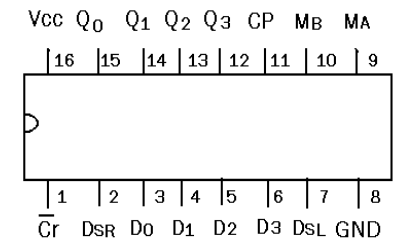 Vcc Q₀ Q₁ Q₂ Q₃ CP MB MA
16 15 14 13 12 11 10 9
1 2 3 4 5 6 7 8
C̅r DSR D₀ D₁ D₂ D₃ DSL GND